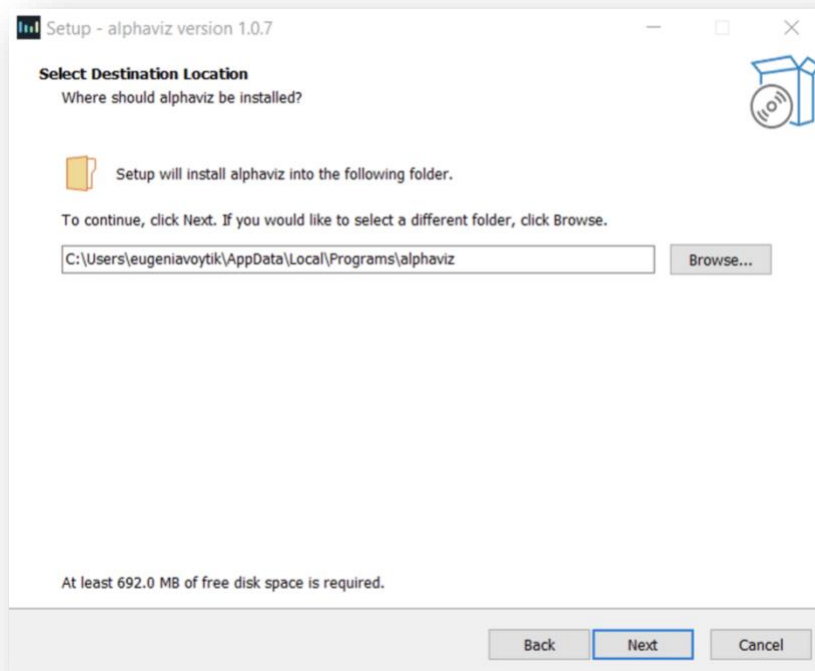 Setup - alphaviz version 1.0.7
Select Destination Location
Where should alphaviz be installed?
Setup will install alphaviz into the following folder.
To continue, click Next. If you would like to select a different folder, click Browse.
C:\Users\eugeniavoytik\AppData\Local\Programs\alphaviz
Browse...
At least 692.0 MB of free disk space is required.
Back
Next
Cancel